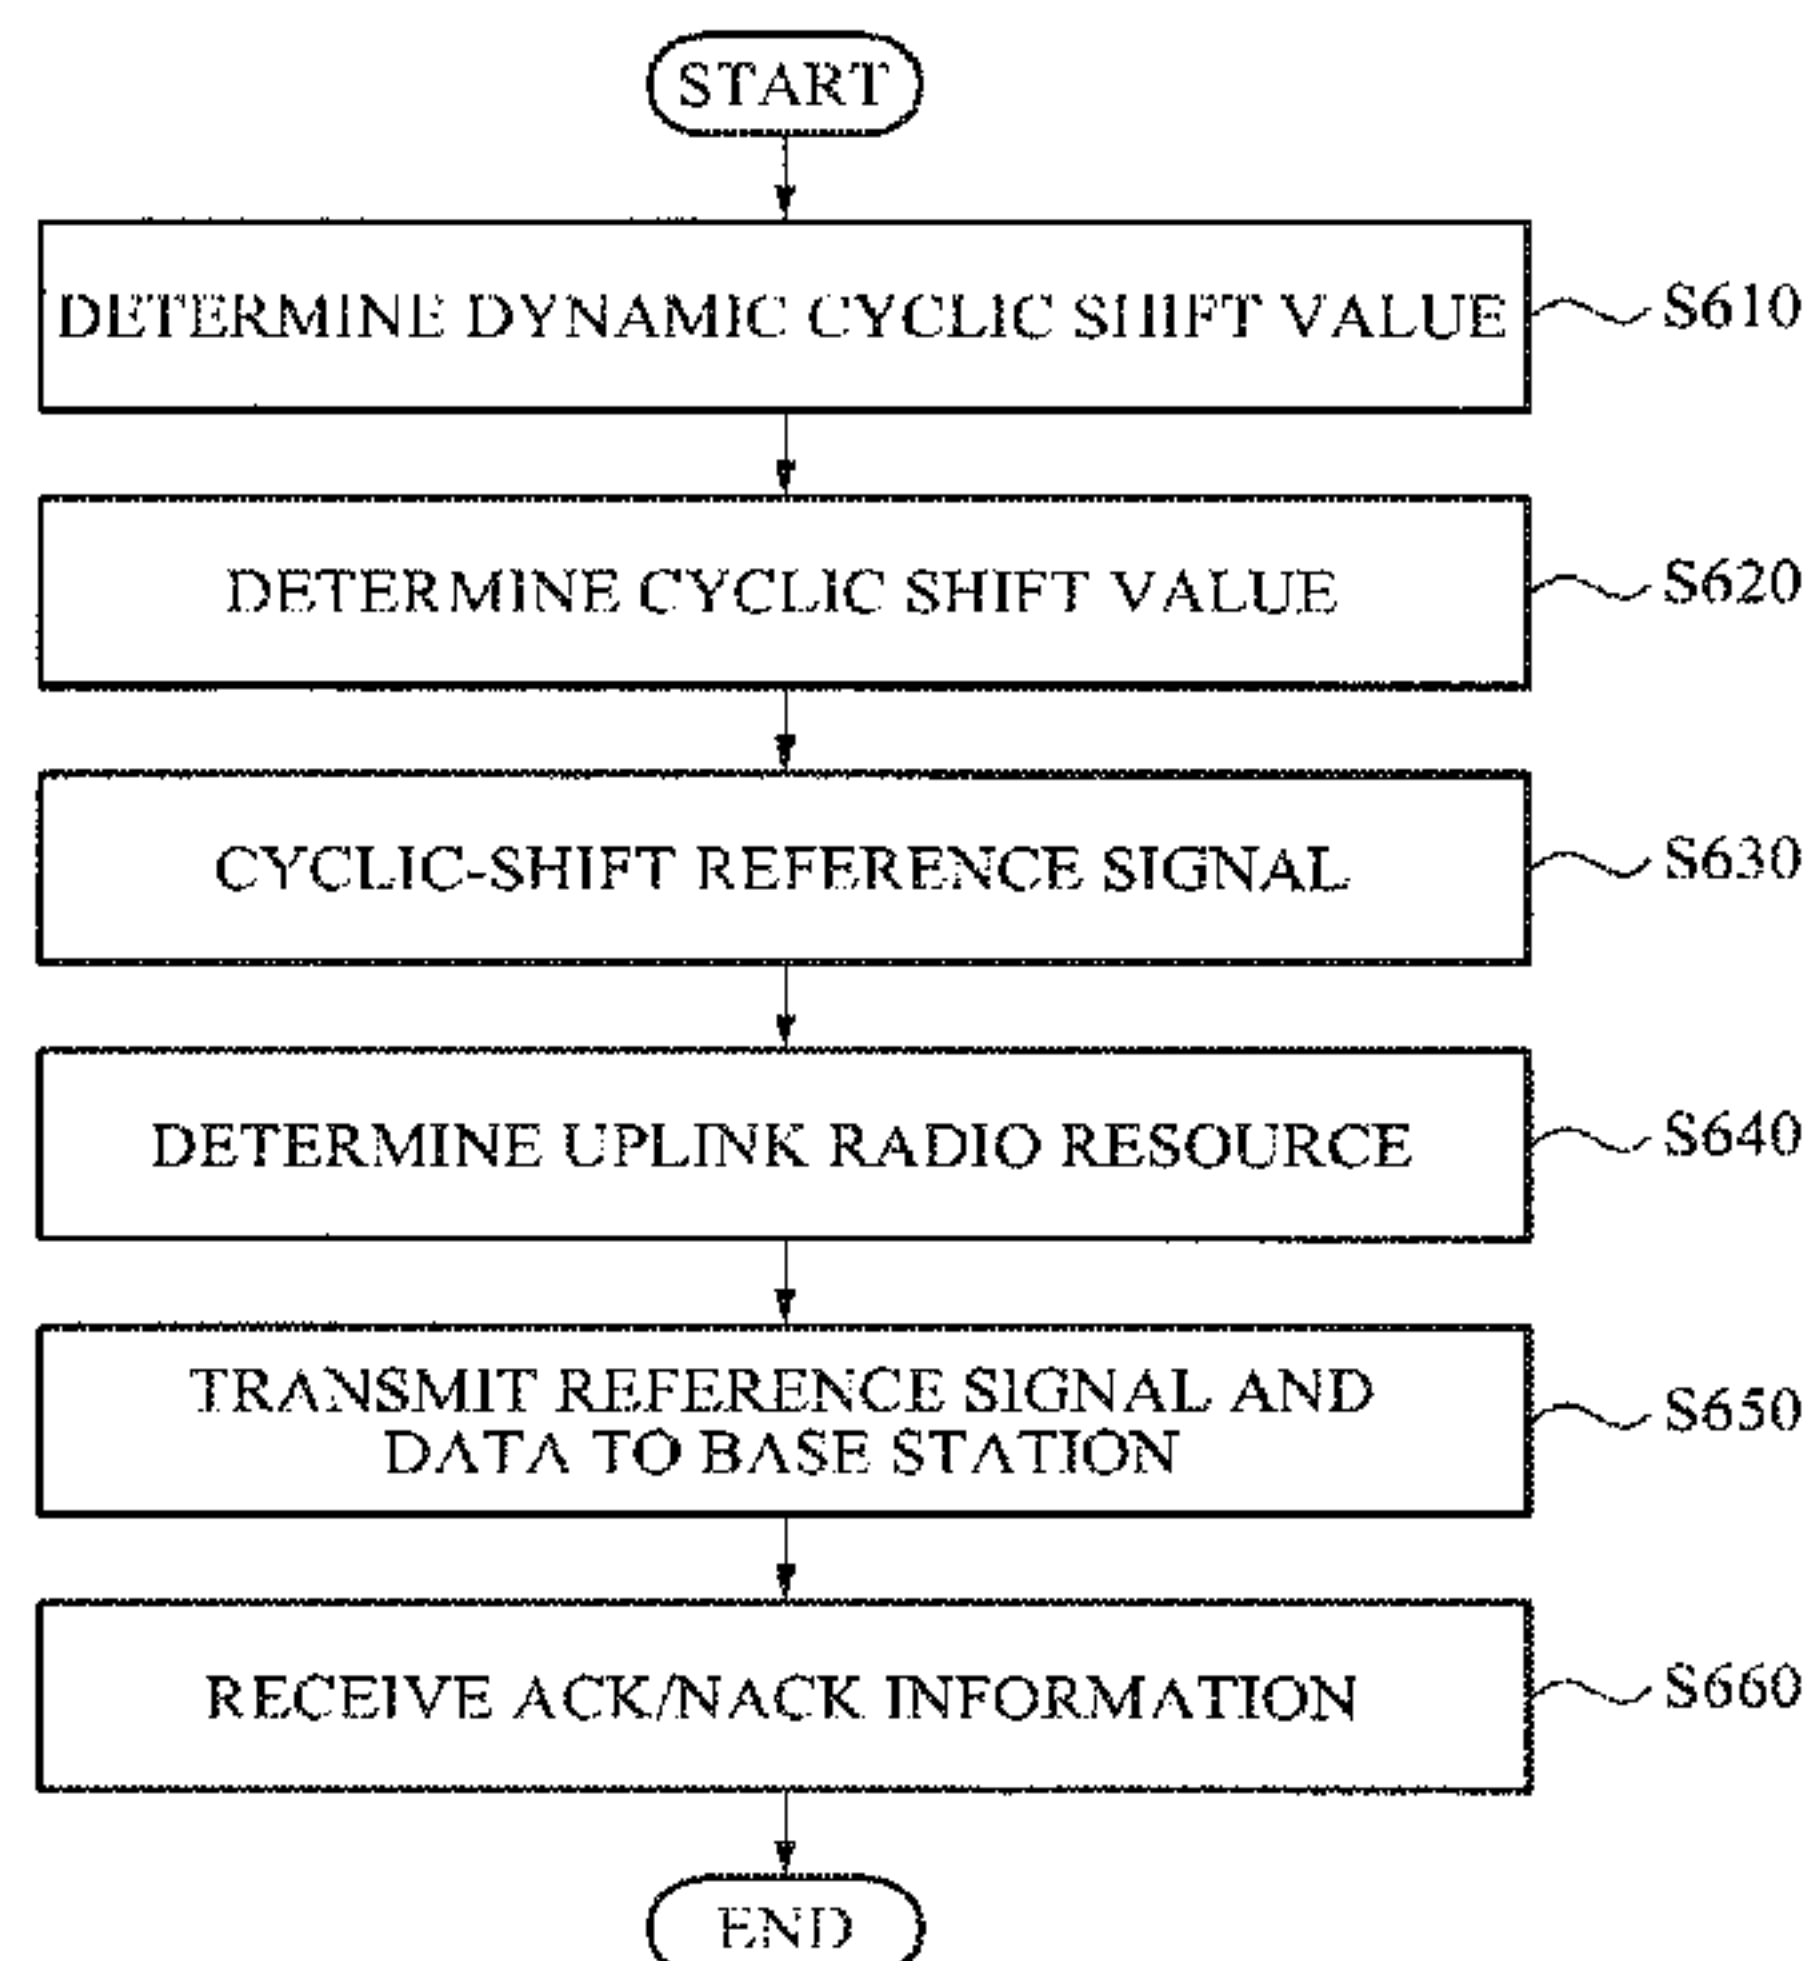 START
DETERMINE DYNAMIC CYCLIC SHIFT VALUE
S610
DETERMINE CYCLIC SHIFT VALUE
S620
CYCLIC-SHIFT REFERENCE SIGNAL
S630
DETERMINE UPLINK RADIO RESOURCE
S640
TRANSMIT REFERENCE SIGNAL AND
DATA TO BASE STATION
S650
RECEIVE ACK/NACK INFORMATION
S660
END